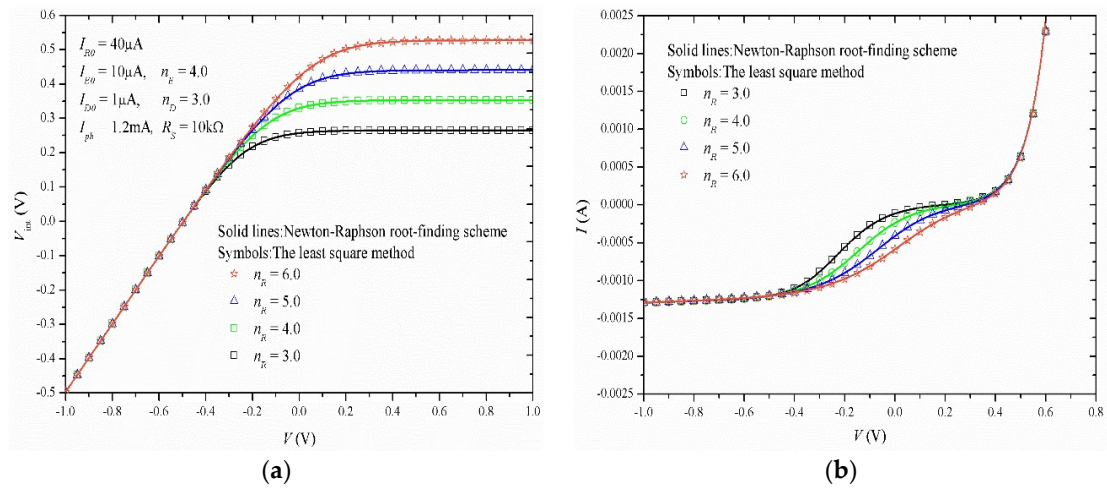 (a)
0.6
0.5
0.4
0.3
0.2
0.1
0.0
-0.1
-0.2
-0.3
-0.4
-0.5
V_int (V)
I_R0 = 40μA
I_E0 = 10μA, n_E = 4.0
I_D0 = 1μA, n_D = 3.0
I_ph = 1.2mA, R_S = 10kΩ
Solid lines:Newton-Raphson root-finding scheme
Symbols:The least square method
n_R = 6.0
n_R = 5.0
n_R = 4.0
n_R = 3.0
-1.0 -0.8 -0.6 -0.4 -0.2 0.0 0.2 0.4 0.6 0.8 1.0
V (V)
(a)
(b)
0.0025
0.0020
0.0015
0.0010
0.0005
0.0000
-0.0005
-0.0010
-0.0015
-0.0020
-0.0025
I (A)
Solid lines:Newton-Raphson root-finding scheme
Symbols:The least square method
n_R = 3.0
n_R = 4.0
n_R = 5.0
n_R = 6.0
-1.0 -0.8 -0.6 -0.4 -0.2 0.0 0.2 0.4 0.6 0.8
V (V)
(b)